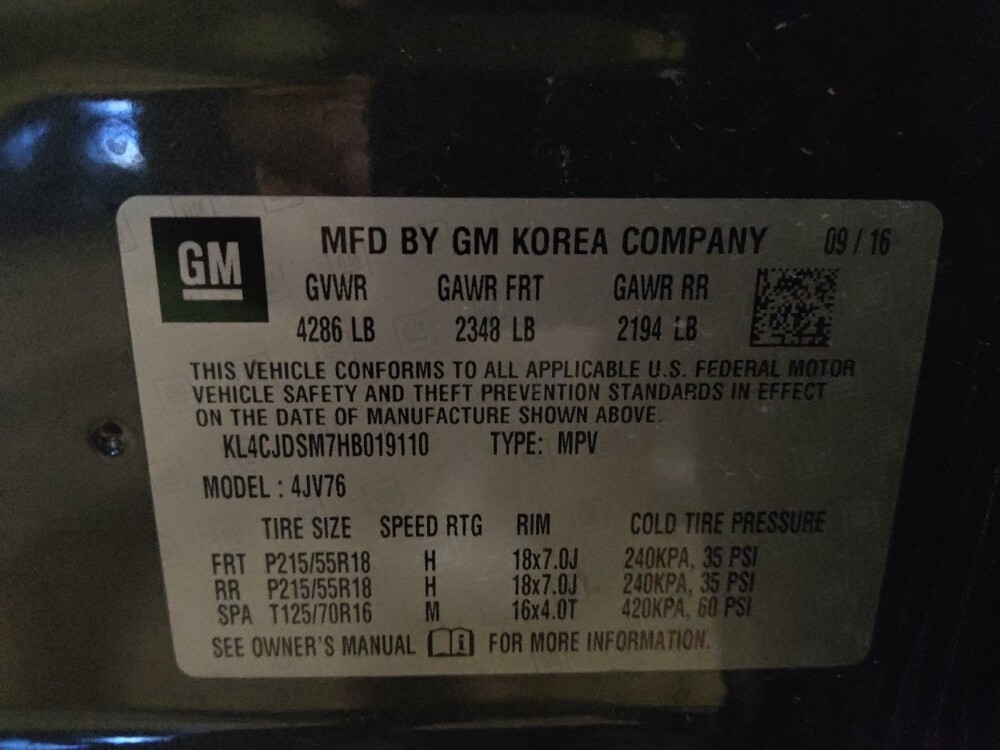 GM
MFD BY GM KOREA COMPANY 09 / 16
GVWR GAWR FRT GAWR RR
4286 LB 2348 LB 2194 LB
THIS VEHICLE CONFORMS TO ALL APPLICABLE U.S. FEDERAL MOTOR
VEHICLE SAFETY AND THEFT PREVENTION STANDARDS IN EFFECT
ON THE DATE OF MANUFACTURE SHOWN ABOVE.
KL4CJDSM7HB019110 TYPE: MPV
MODEL : 4JV76
TIRE SIZE SPEED RTG RIM COLD TIRE PRESSURE
FRT P215/55R18 H 18x7.0J 240KPA, 35 PSI
RR P215/55R18 H 18x7.0J 240KPA, 35 PSI
SPA T125/70R16 M 16x4.0T 420KPA, 60 PSI
SEE OWNER'S MANUAL FOR MORE INFORMATION.